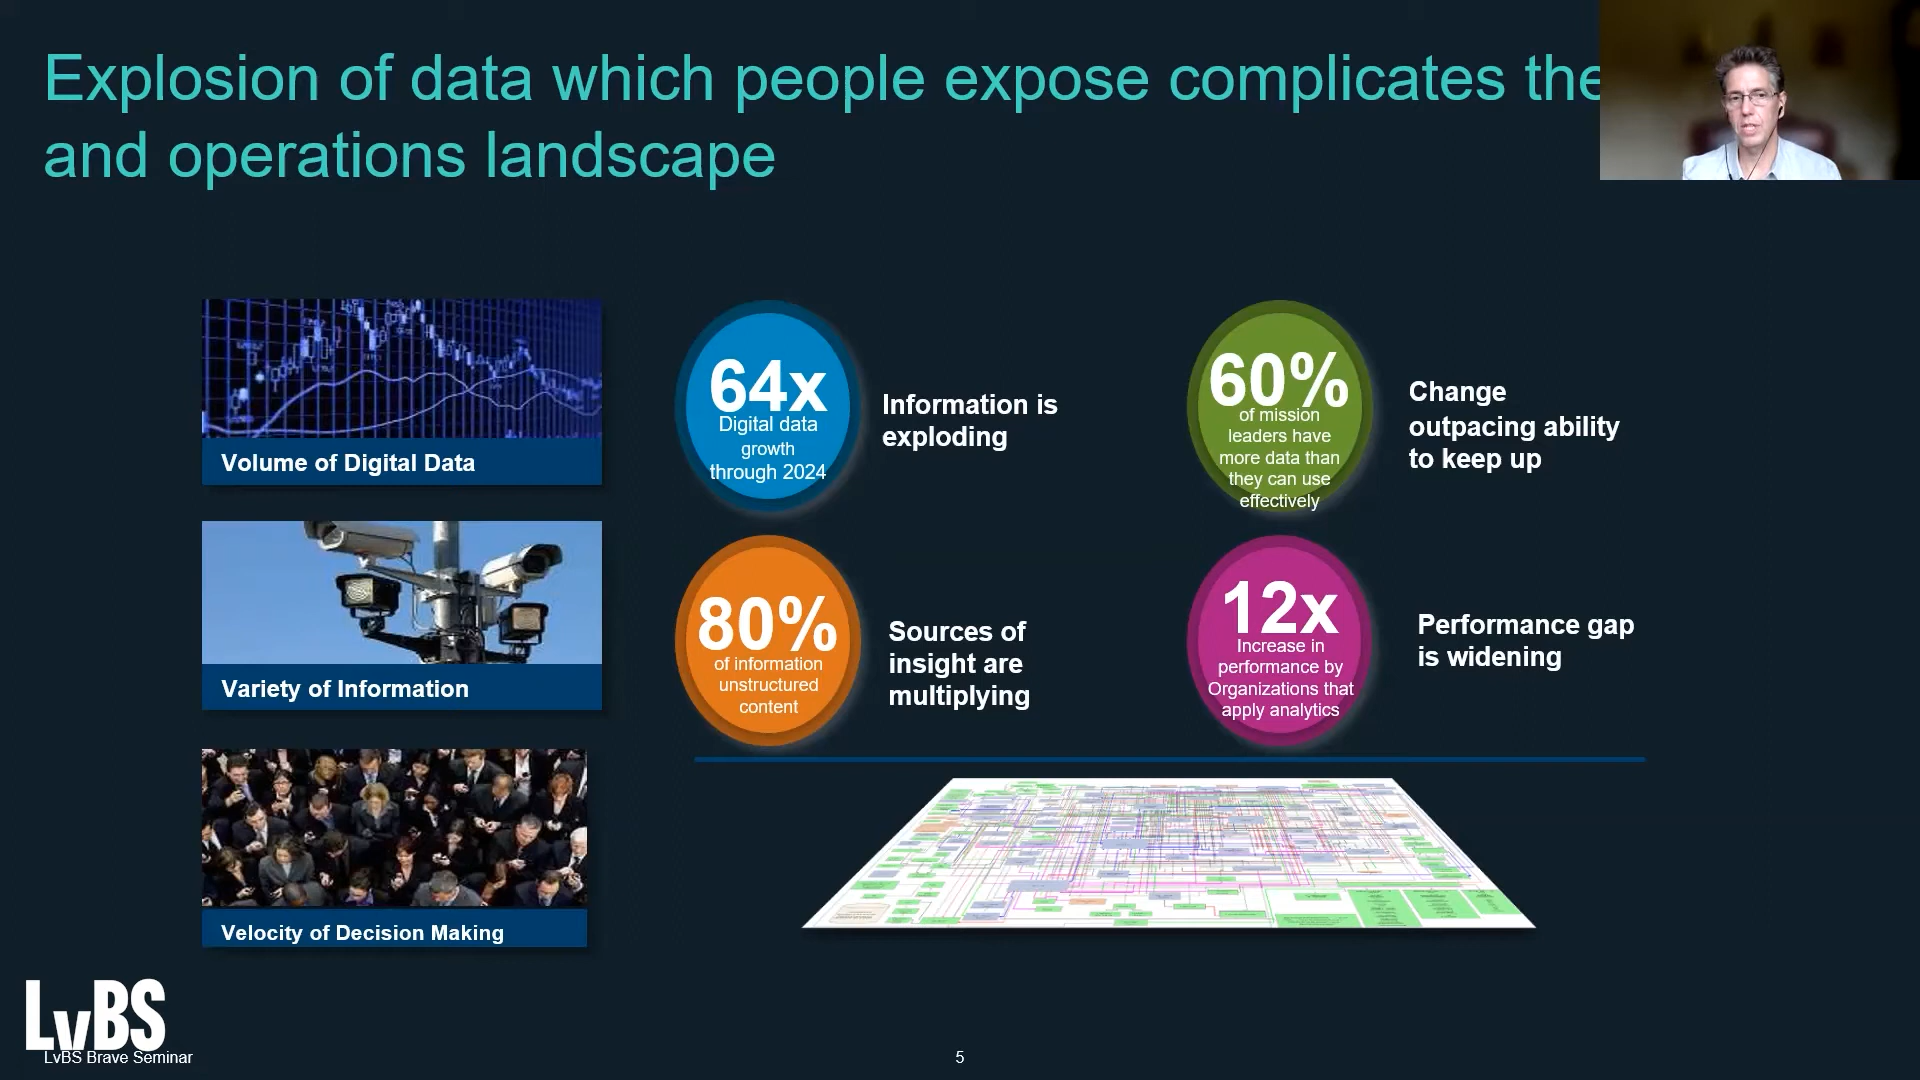 Explosion of data which people expose complicates the
and operations landscape
Volume of Digital Data
64x
Digital data
growth
through 2024
Information is
exploding
60%
of mission
leaders have
more data than
they can use
effectively
Change
outpacing ability
to keep up
Variety of Information
80%
of information
unstructured
content
Sources of
insight are
multiplying
12x
Increase in
performance by
Organizations that
apply analytics
Performance gap
is widening
Velocity of Decision Making
LvBS
LvBS Brave Seminar
5